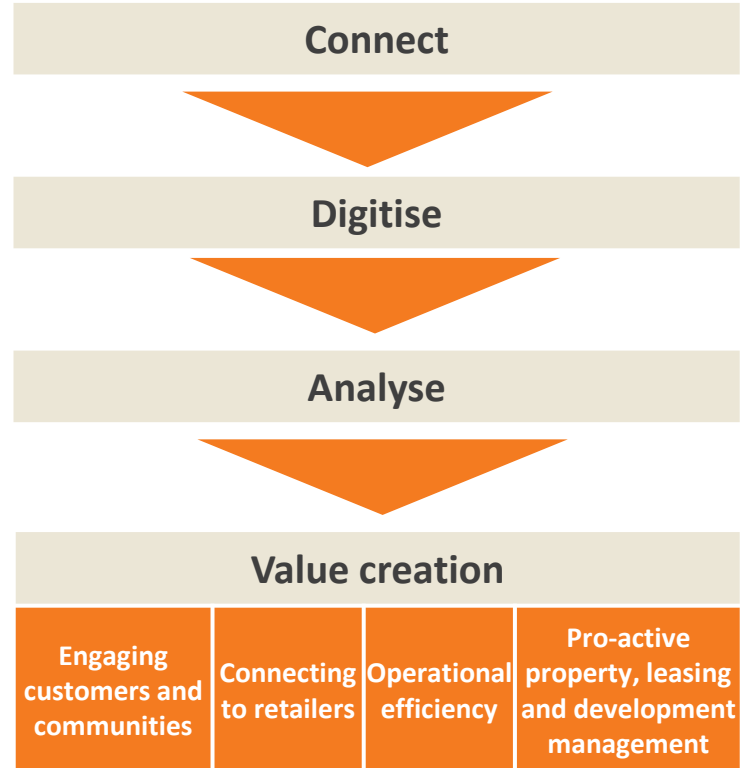 Connect
Digitise
Analyse
Value creation
Engaging
customers and
communities
Connecting
to retailers
Operational
efficiency
Pro-active
property, leasing
and development
management